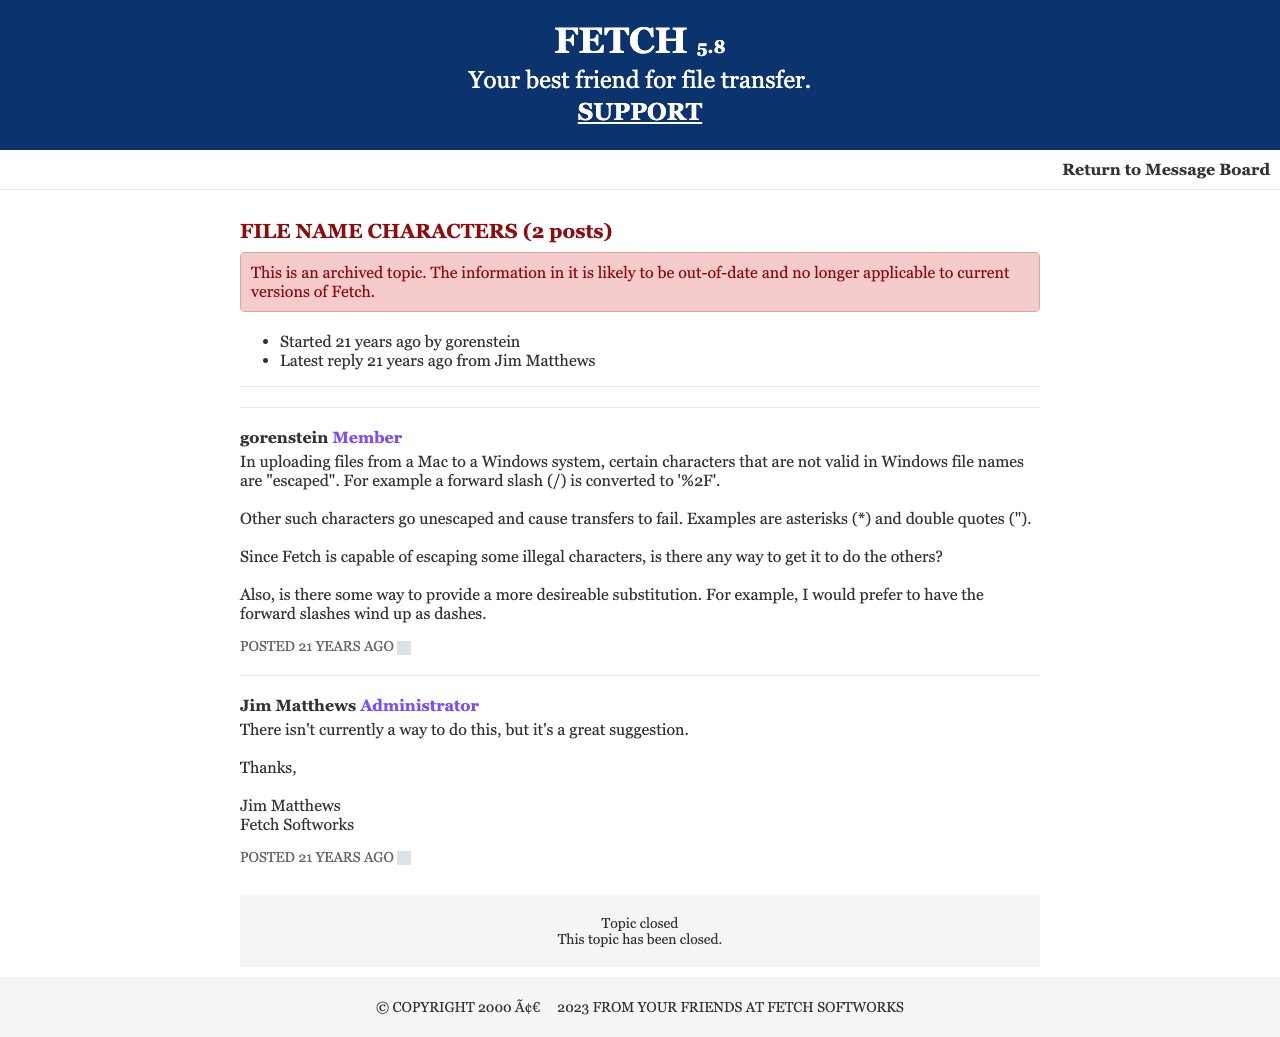 FETCH 5.8
Your best friend for file transfer.
SUPPORT
Return to Message Board
FILE NAME CHARACTERS (2 posts)
This is an archived topic. The information in it is likely to be out-of-date and no longer applicable to current
versions of Fetch.
• Started 21 years ago by gorenstein
• Latest reply 21 years ago from Jim Matthews
gorenstein Member
In uploading files from a Mac to a Windows system, certain characters that are not valid in Windows file names
are "escaped". For example a forward slash (/) is converted to '%2F'.
Other such characters go unescaped and cause transfers to fail. Examples are asterisks (*) and double quotes (").
Since Fetch is capable of escaping some illegal characters, is there any way to get it to do the others?
Also, is there some way to provide a more desireable substitution. For example, I would prefer to have the
forward slashes wind up as dashes.
POSTED 21 YEARS AGO
Jim Matthews Administrator
There isn't currently a way to do this, but it's a great suggestion.
Thanks,
Jim Matthews
Fetch Softworks
POSTED 21 YEARS AGO
Topic closed
This topic has been closed.
© COPYRIGHT 2000 Ã¢€ 2023 FROM YOUR FRIENDS AT FETCH SOFTWORKS